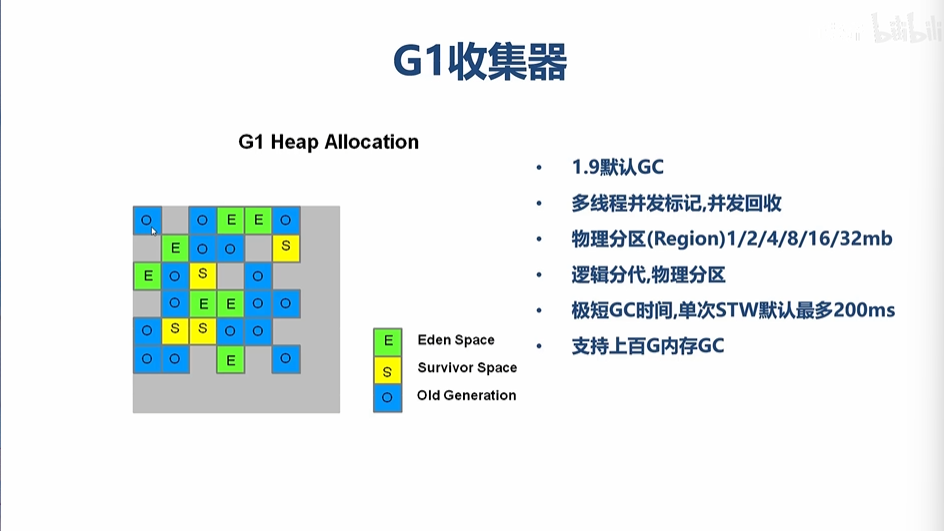 bilibili
G1收集器
G1 Heap Allocation
• 1.9默认GC
• 多线程并发标记,并发回收
• 物理分区(Region)1/2/4/8/16/32mb
• 逻辑分代,物理分区
• 极短GC时间,单次STW默认最多200ms
• 支持上百G内存GC
O O E E O
E O O S
E O S O
O E E O O
O S S O O
O O E O
E Eden Space
S Survivor Space
O Old Generation